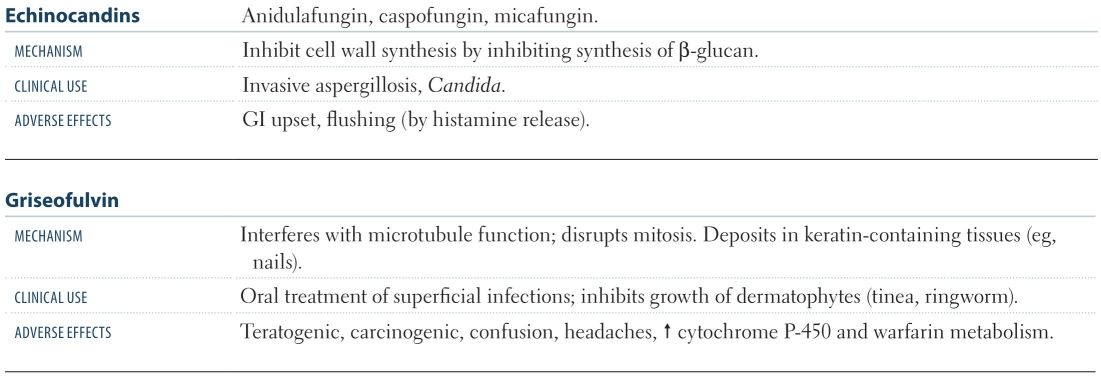 Echinocandins Anidulafungin, caspofungin, micafungin.
MECHANISM Inhibit cell wall synthesis by inhibiting synthesis of β-glucan.
CLINICAL USE Invasive aspergillosis, Candida.
ADVERSE EFFECTS GI upset, flushing (by histamine release).
Griseofulvin
MECHANISM Interferes with microtubule function; disrupts mitosis. Deposits in keratin-containing tissues (eg,
nails).
CLINICAL USE Oral treatment of superficial infections; inhibits growth of dermatophytes (tinea, ringworm).
ADVERSE EFFECTS Teratogenic, carcinogenic, confusion, headaches, ↑ cytochrome P-450 and warfarin metabolism.